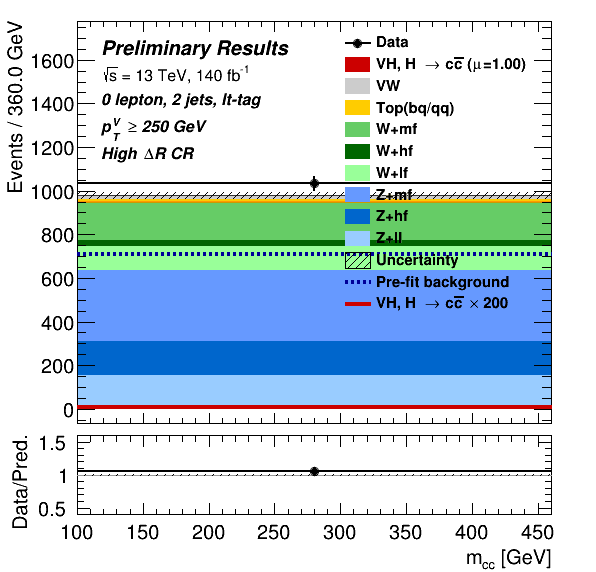 Events / 360.0 GeV
1600
1400
1200
1000
800
600
400
200
0
Preliminary Results
√s = 13 TeV, 140 fb⁻¹
0 lepton, 2 jets, lt-tag
p_T^V ≥ 250 GeV
High ΔR CR
Data
VH, H → cc̅ (μ=1.00)
VW
Top(bq/qq)
W+mf
W+hf
W+lf
Z+mf
Z+hf
Z+ll
Uncertainty
Pre-fit background
VH, H → cc̅ × 200
Data/Pred.
1.5
1
0.5
100 150 200 250 300 350 400 450
m_cc [GeV]